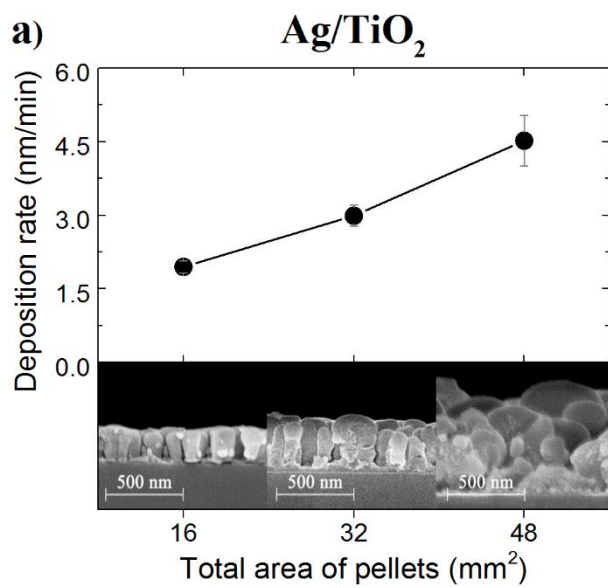 a)
Ag/TiO₂
6.0
4.5
3.0
1.5
0.0
Deposition rate (nm/min)
500 nm
500 nm
500 nm
16
32
48
Total area of pellets (mm²)